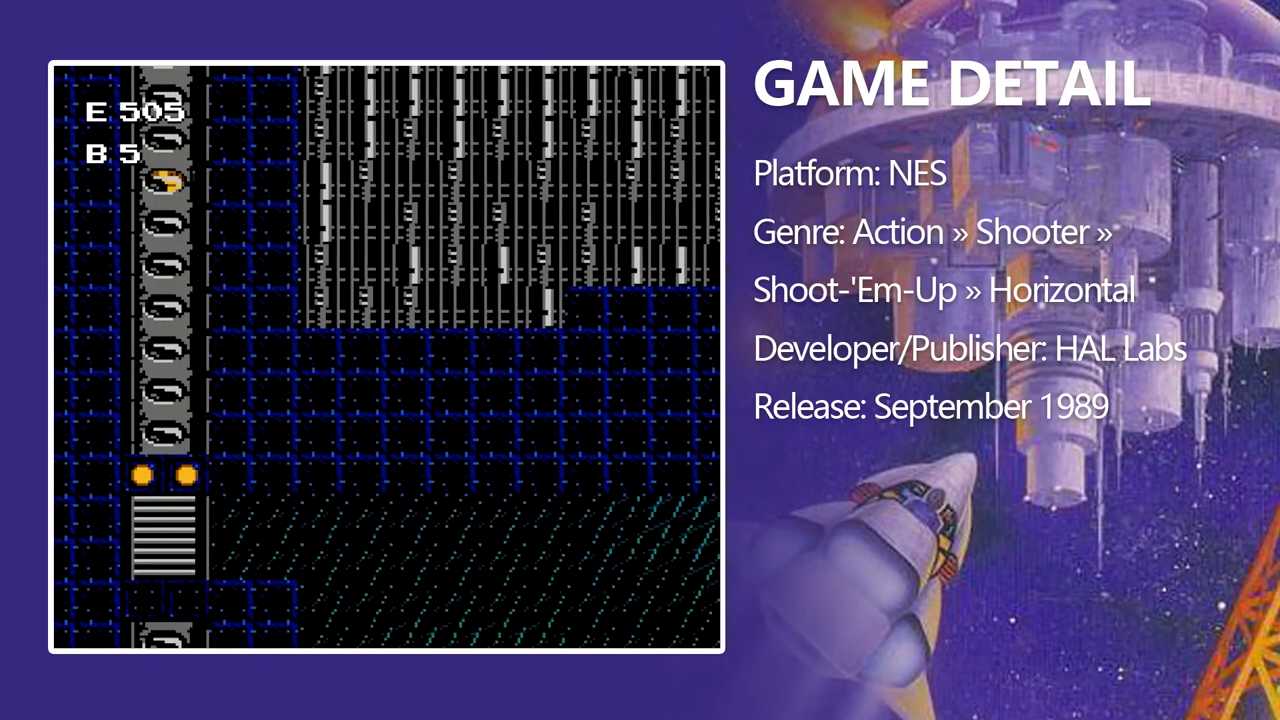 E 505
B 5
GAME DETAIL
Platform: NES
Genre: Action » Shooter »
Shoot-'Em-Up » Horizontal
Developer/Publisher: HAL Labs
Release: September 1989